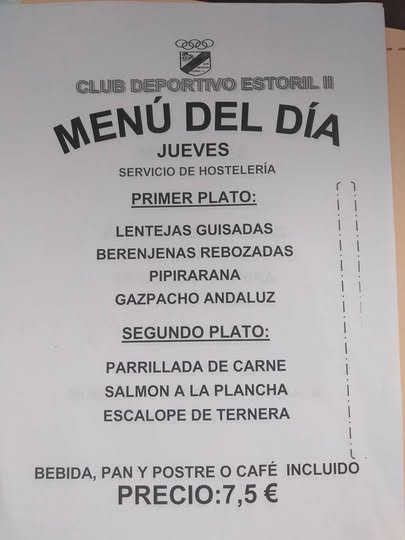 CLUB DEPORTIVO ESTORIL II
MENÚ DEL DÍA
JUEVES
SERVICIO DE HOSTELERÍA
PRIMER PLATO:
LENTEJAS GUISADAS
BERENJENAS REBOZADAS
PIPIRARANA
GAZPACHO ANDALUZ
SEGUNDO PLATO:
PARRILLADA DE CARNE
SALMON A LA PLANCHA
ESCALOPE DE TERNERA
BEBIDA, PAN Y POSTRE O CAFÉ INCLUIDO
PRECIO:7,5 €